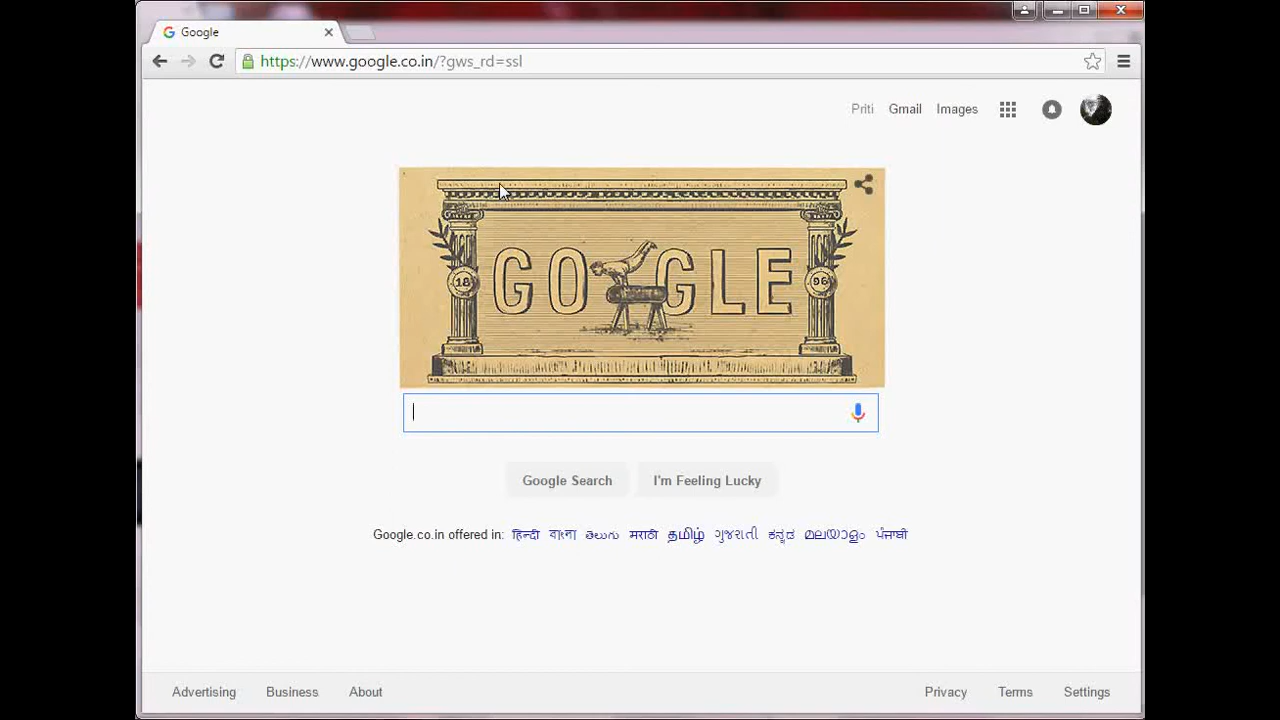 Google
https://www.google.co.in/?gws_rd=ssl
Priti Gmail Images
GOOGLE
18 96
Google Search I'm Feeling Lucky
Google.co.in offered in: हिन्दी বাংলা తెలుగు मराठी தமிழ் ગુજરાતી ಕನ್ನಡ മലയാളം ਪੰਜਾਬੀ
Advertising Business About Privacy Terms Settings